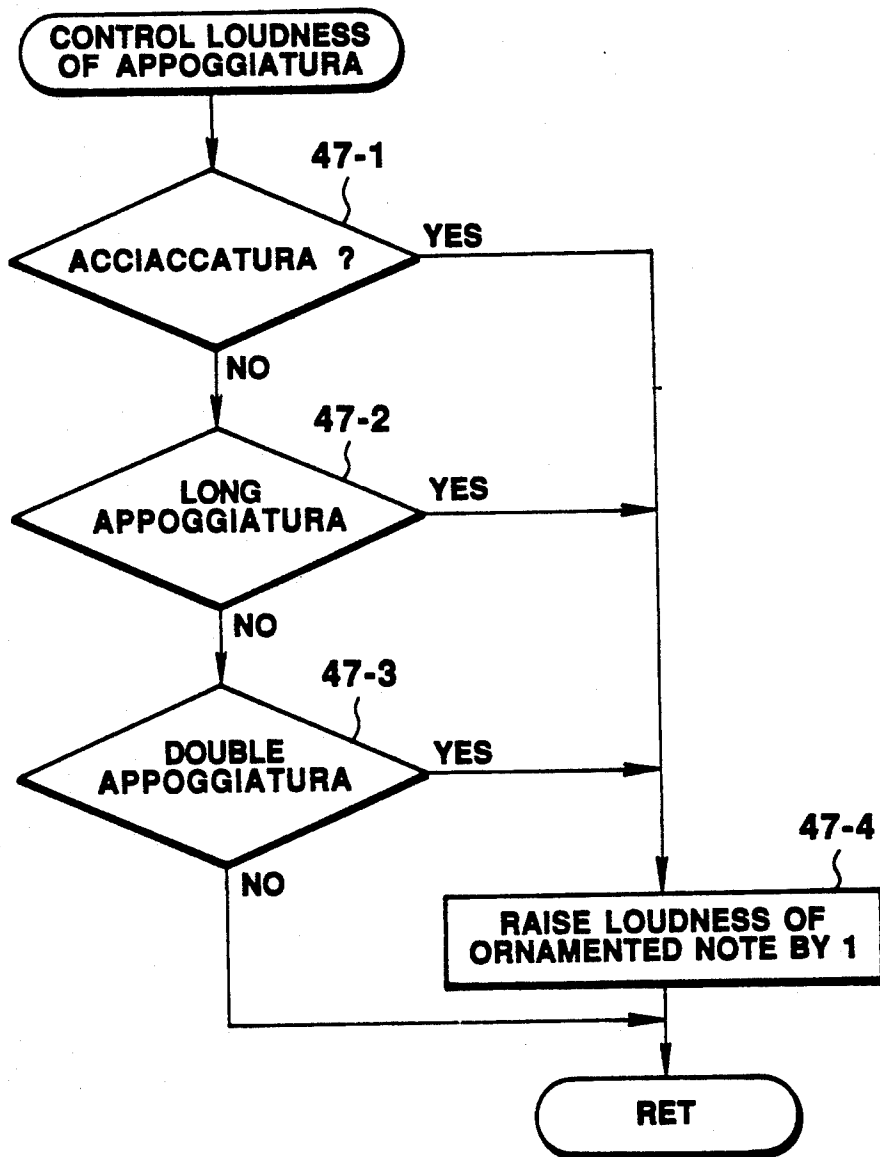 CONTROL LOUDNESS
OF APPOGGIATURA
47-1
ACCIACCATURA ?
YES
NO
47-2
LONG
APPOGGIATURA
YES
NO
47-3
DOUBLE
APPOGGIATURA
YES
NO
47-4
RAISE LOUDNESS OF
ORNAMENTED NOTE BY 1
RET